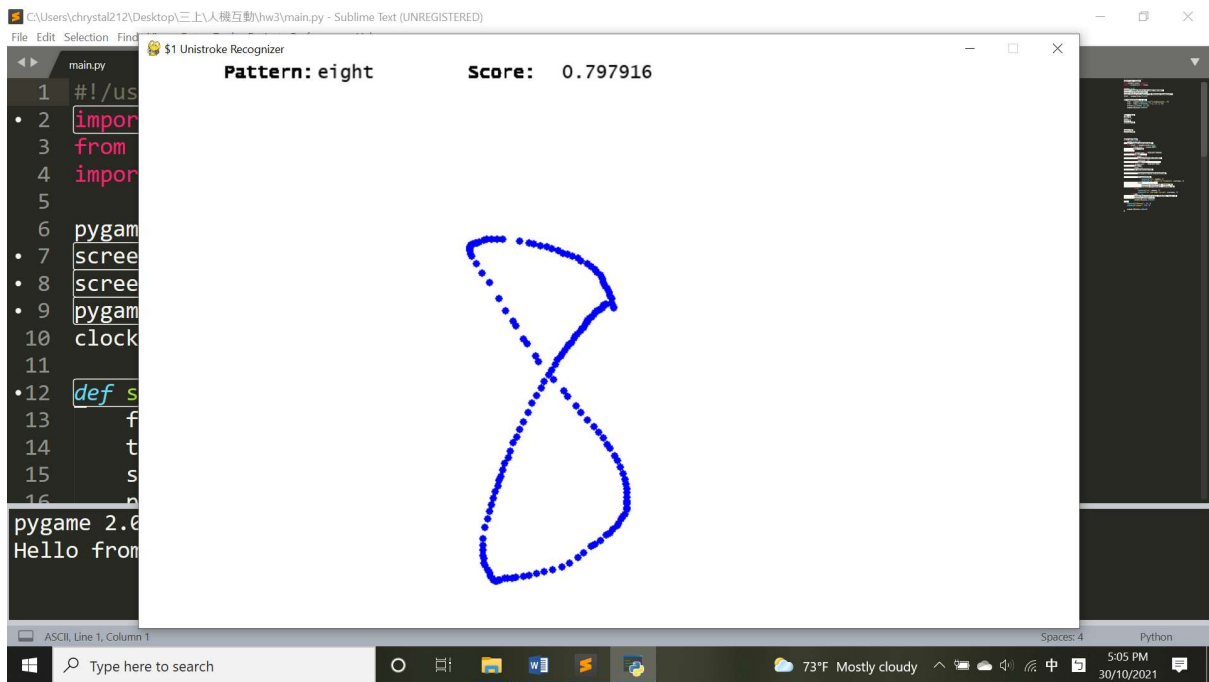 C:\Users\chrystal212\Desktop\三上\人機互動\hw3\main.py - Sublime Text (UNREGISTERED)
File Edit Selection Find
$1 Unistroke Recognizer
main.py
Pattern: eight Score: 0.797916
1 #!/us
2 impor
3 from
4 impor
5
6 pygam
7 scree
8 scree
9 pygam
10 clock
11
12 def s
13 f
14 t
15 s
16
pygame 2.0
Hello from
ASCII, Line 1, Column 1 Spaces: 4 Python
Type here to search
73°F Mostly cloudy 中 5:05 PM
30/10/2021